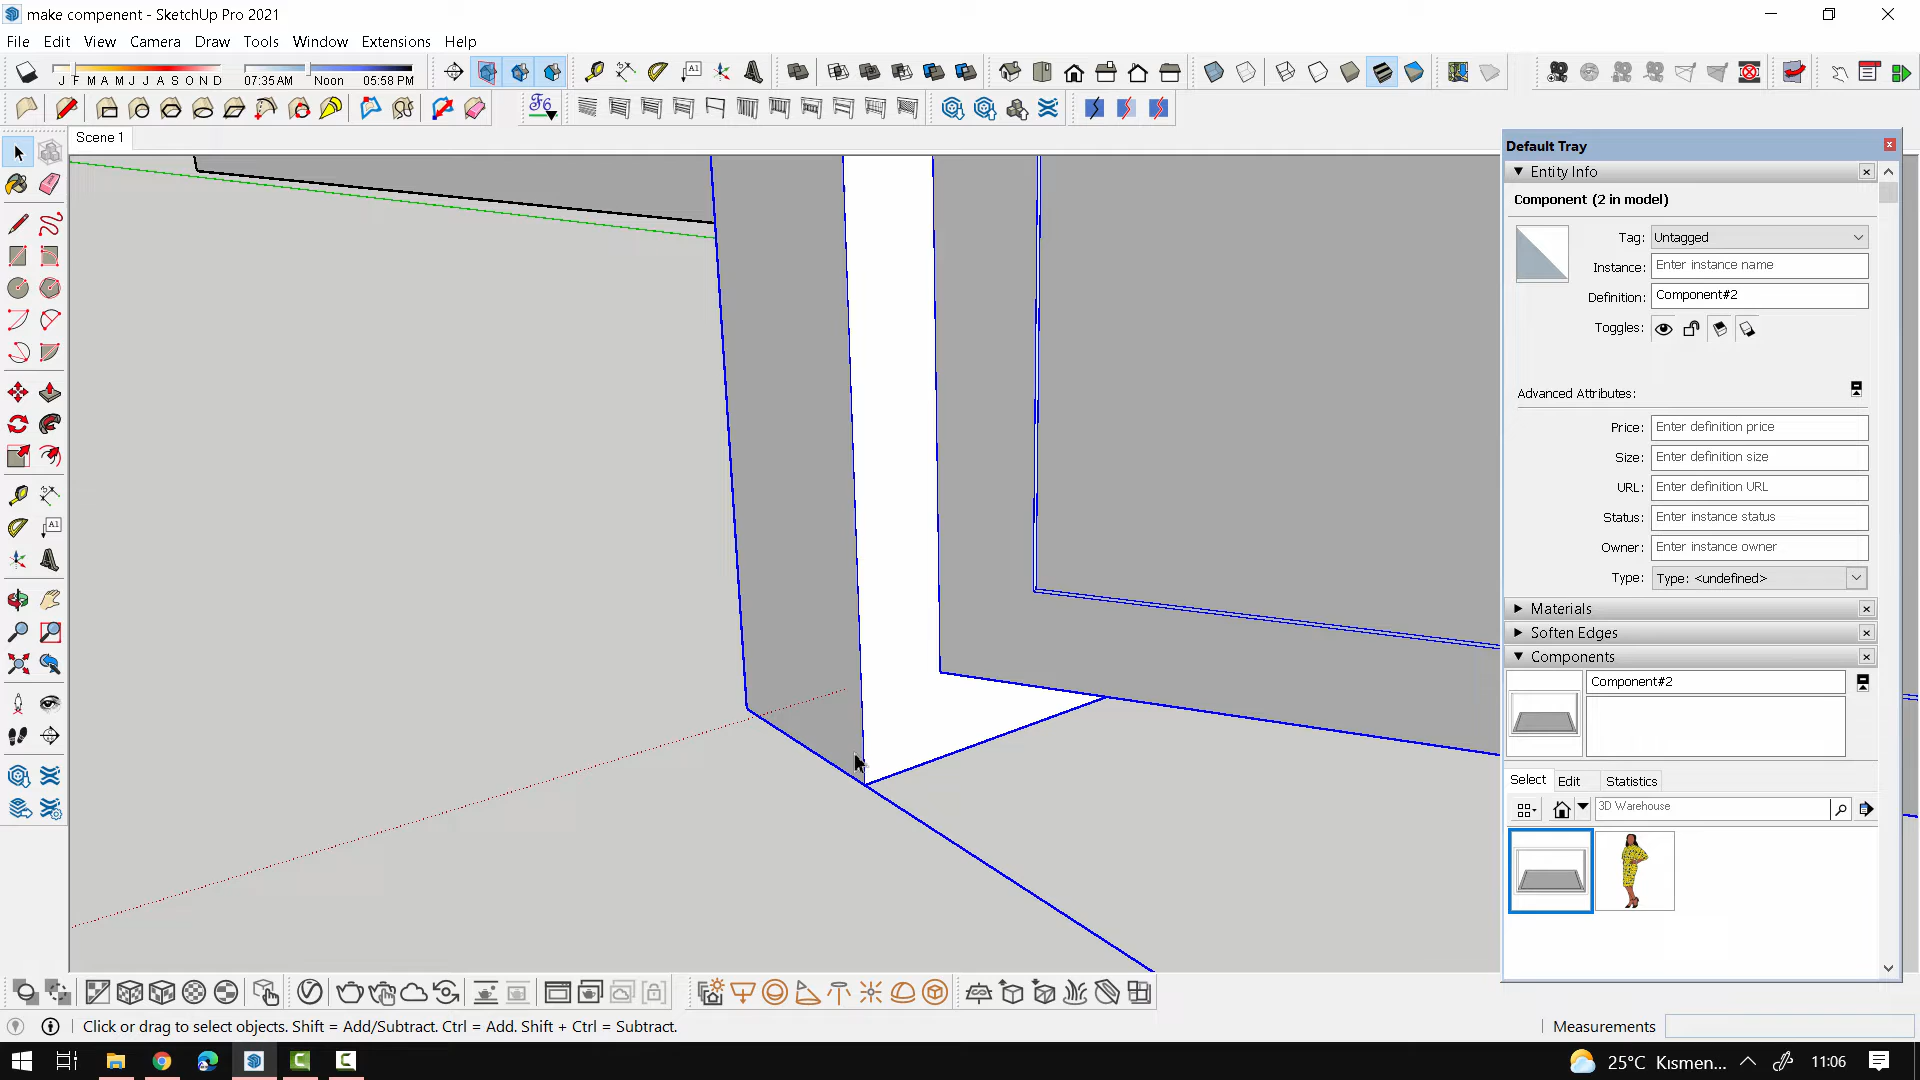 make compenent - SketchUp Pro 2021
File Edit View Camera Draw Tools Window Extensions Help
J F M A M J J A S O N D 07:35 AM Noon 05:58 PM
A1
F6
Scene 1
A1
Default Tray
Entity Info
Component (2 in model)
Tag: Untagged
Instance: Enter instance name
Definition: Component#2
Toggles:
Advanced Attributes:
Price: Enter definition price
Size: Enter definition size
URL: Enter definition URL
Status: Enter instance status
Owner: Enter instance owner
Type: Type: <undefined>
Materials
Soften Edges
Components
Component#2
Select Edit Statistics
3D Warehouse
Click or drag to select objects. Shift = Add/Subtract. Ctrl = Add. Shift + Ctrl = Subtract.
Measurements
25°C Kısmen... 11:06